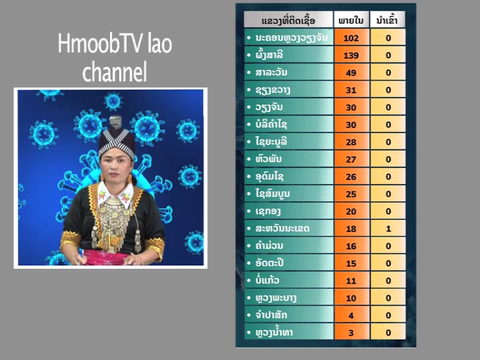 HmoobTV lao
channel
ແຂວງທີ່ຕິດເຊື້ອ ພາຍໃນ ນຳເຂົ້າ
• ນະຄອນຫຼວງວຽງຈັນ 102 0
• ຜົ້ງສາລີ 139 0
• ສາລະວັນ 49 0
• ຊຽງຂວາງ 31 0
• ວຽງຈັນ 30 0
• ບໍລິຄຳໄຊ 30 0
• ໄຊຍະບູລີ 28 0
• ຫົວພັນ 27 0
• ອຸດົມໄຊ 26 0
• ໄຊສົມບູນ 25 0
• ເຊກອງ 20 0
• ສະຫວັນນະເຂດ 18 1
• ຄຳມ່ວນ 16 0
• ອັດຕະປື 15 0
• ບໍ່ແກ້ວ 11 0
• ຫຼວງພະບາງ 10 0
• ຈຳປາສັກ 4 0
• ຫຼວງນ້ຳທາ 3 0